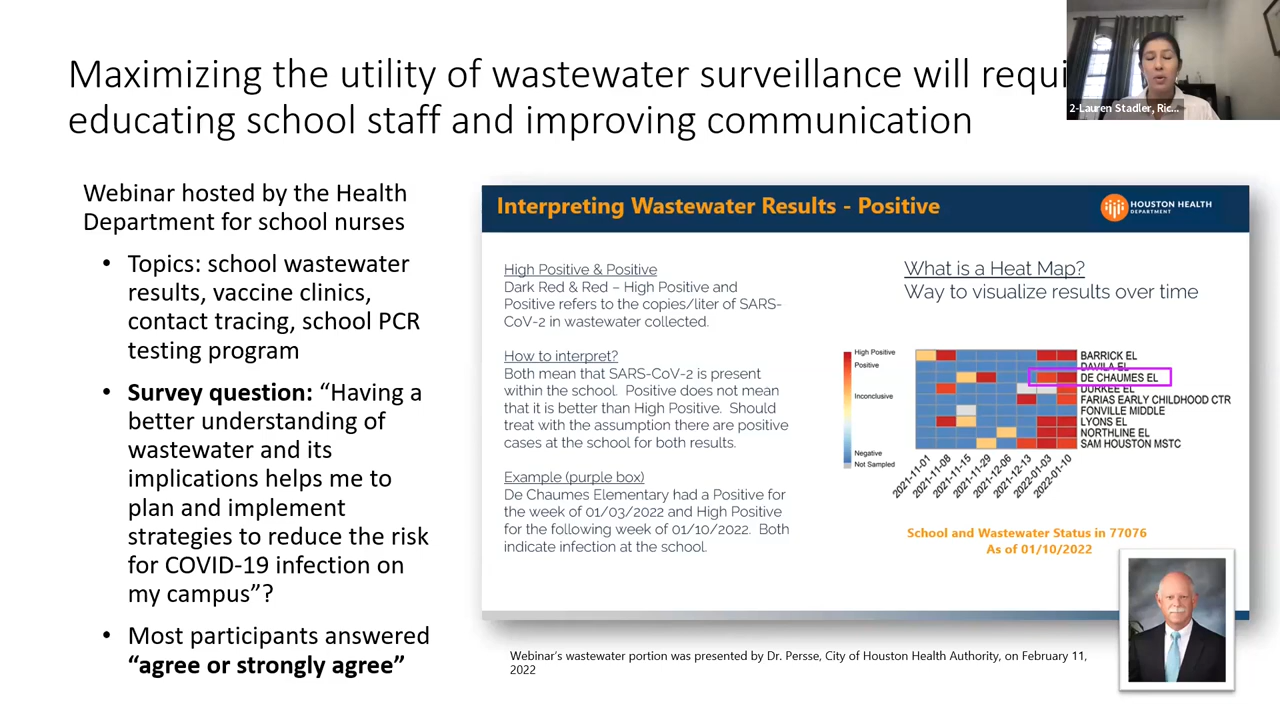 Maximizing the utility of wastewater surveillance will requi
educating school staff and improving communication
2-Lauren Stadler, Ric...
Webinar hosted by the Health
Department for school nurses
• Topics: school wastewater
results, vaccine clinics,
contact tracing, school PCR
testing program
• Survey question: “Having a
better understanding of
wastewater and its
implications helps me to
plan and implement
strategies to reduce the risk
for COVID-19 infection on
my campus”?
• Most participants answered
“agree or strongly agree”
Interpreting Wastewater Results - Positive
HOUSTON HEALTH
DEPARTMENT
High Positive & Positive
Dark Red & Red – High Positive and
Positive refers to the copies/liter of SARS-
CoV-2 in wastewater collected.
How to interpret?
Both mean that SARS-CoV-2 is present
within the school. Positive does not mean
that it is better than High Positive. Should
treat with the assumption there are positive
cases at the school for both results.
Example (purple box)
De Chaumes Elementary had a Positive for
the week of 01/03/2022 and High Positive
for the following week of 01/10/2022. Both
indicate infection at the school.
What is a Heat Map?
Way to visualize results over time
High Positive
Positive
Inconclusive
Negative
Not Sampled
BARRICK EL
DAVILA EL
DE CHAUMES EL
DURKEE EL
FARIAS EARLY CHILDHOOD CTR
FONVILLE MIDDLE
LYONS EL
NORTHLINE EL
SAM HOUSTON MSTC
2021-11-01
2021-11-08
2021-11-15
2021-11-29
2021-12-06
2021-12-13
2022-01-03
2022-01-10
School and Wastewater Status in 77076
As of 01/10/2022
Webinar’s wastewater portion was presented by Dr. Persse, City of Houston Health Authority, on February 11,
2022